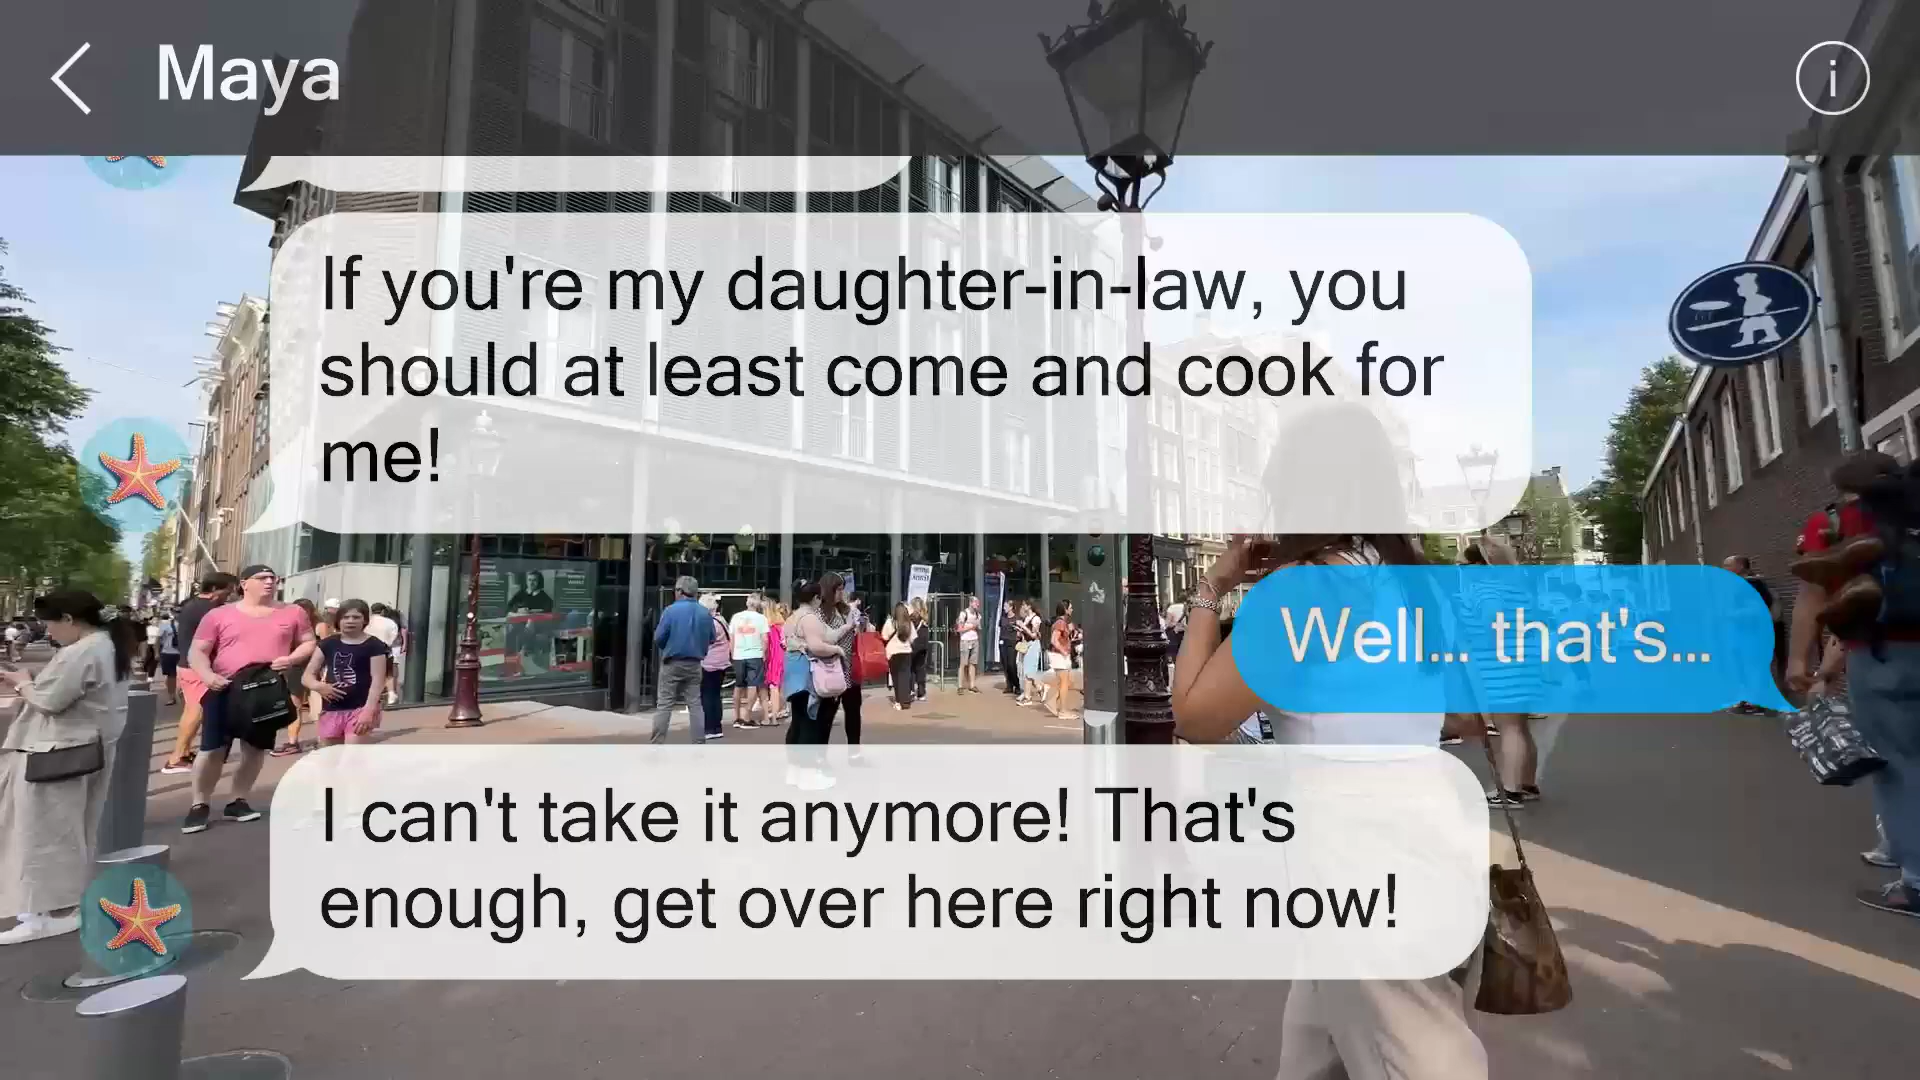 Maya
i
If you're my daughter-in-law, you
should at least come and cook for
me!
Well... that's...
I can't take it anymore! That's
enough, get over here right now!